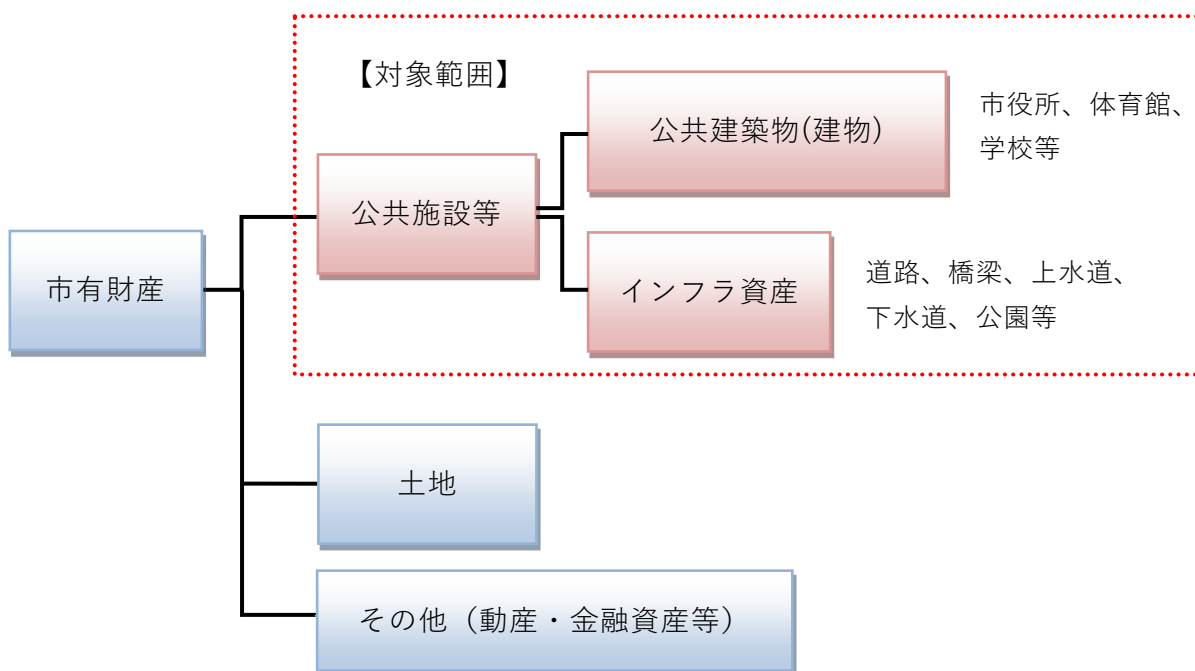 【対象範囲】
公共建築物(建物)
市役所、体育館、
学校等
公共施設等
市有財産
インフラ資産
道路、橋梁、上水道、
下水道、公園等
土地
その他（動産・金融資産等）